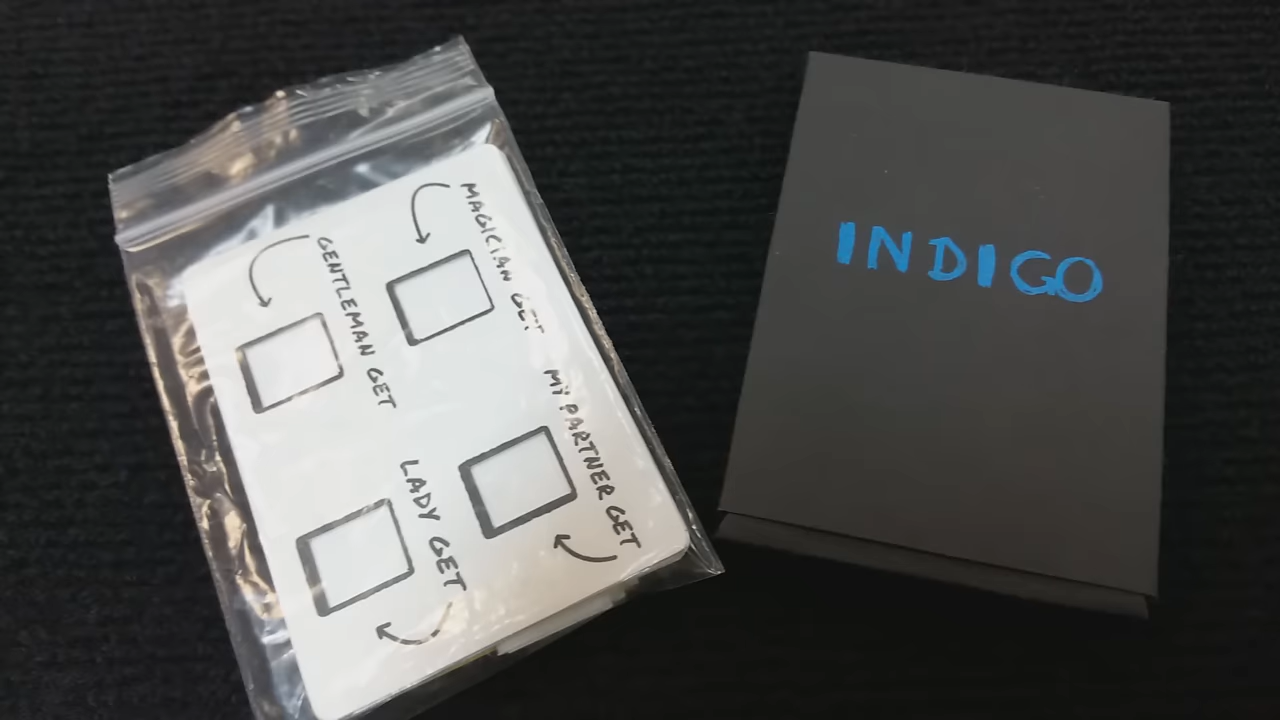 MAGICIAN GET
GENTLEMAN GET
MY PARTNER GET
LADY GET
INDIGO